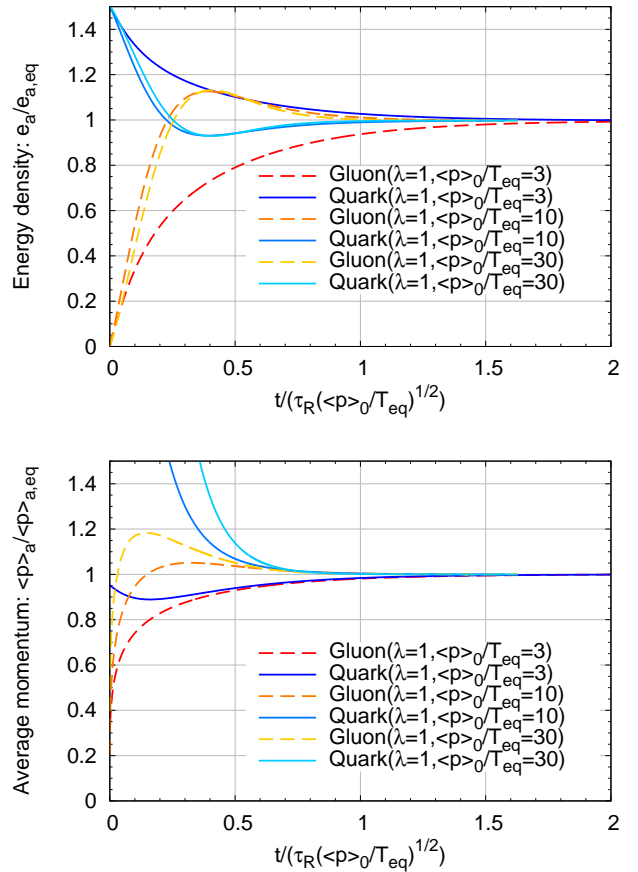 Energy density: e_a/e_a,eq
1.4
1.2
1
0.8
0.6
0.4
0.2
0
Gluon(λ=1,<p>_0/T_eq=3)
Quark(λ=1,<p>_0/T_eq=3)
Gluon(λ=1,<p>_0/T_eq=10)
Quark(λ=1,<p>_0/T_eq=10)
Gluon(λ=1,<p>_0/T_eq=30)
Quark(λ=1,<p>_0/T_eq=30)
0 0.5 1 1.5 2
t/(τ_R(<p>_0/T_eq)^1/2)
Average momentum: <p>_a/<p>_a,eq
1.4
1.2
1
0.8
0.6
0.4
0.2
0
Gluon(λ=1,<p>_0/T_eq=3)
Quark(λ=1,<p>_0/T_eq=3)
Gluon(λ=1,<p>_0/T_eq=10)
Quark(λ=1,<p>_0/T_eq=10)
Gluon(λ=1,<p>_0/T_eq=30)
Quark(λ=1,<p>_0/T_eq=30)
0 0.5 1 1.5 2
t/(τ_R(<p>_0/T_eq)^1/2)